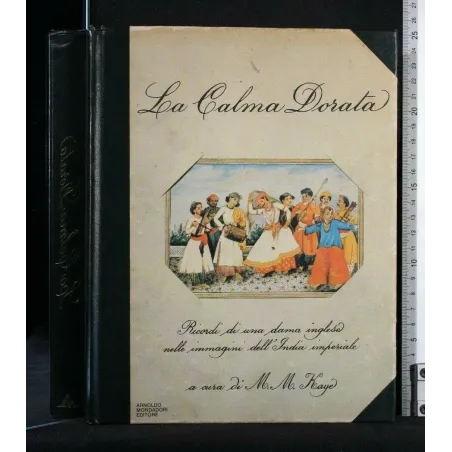 La Calma Dorata
Ricordi di una dama inglese
nelle immagini dell'India imperiale
a cura di M. M. Kaye
ARNOLDO
MONDADORI
EDITORE